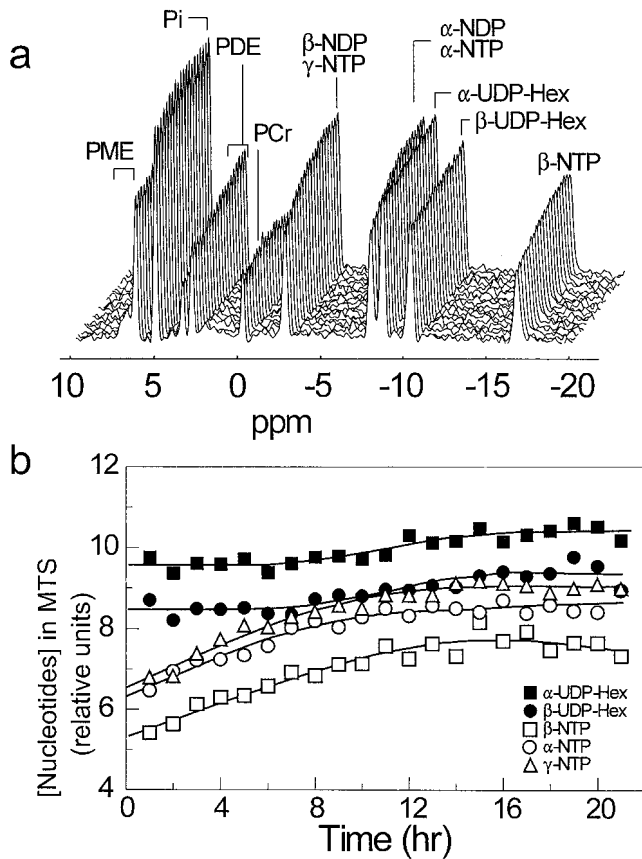 a
Pi
PDE
β-NDP
γ-NTP
α-NDP
α-NTP
α-UDP-Hex
β-UDP-Hex
PME
PCr
β-NTP
10 5 0 -5 -10 -15 -20
ppm
b
12
10
8
6
4
[Nucleotides] in MTS
(relative units)
α-UDP-Hex
β-UDP-Hex
β-NTP
α-NTP
γ-NTP
0 4 8 12 16 20
Time (hr)